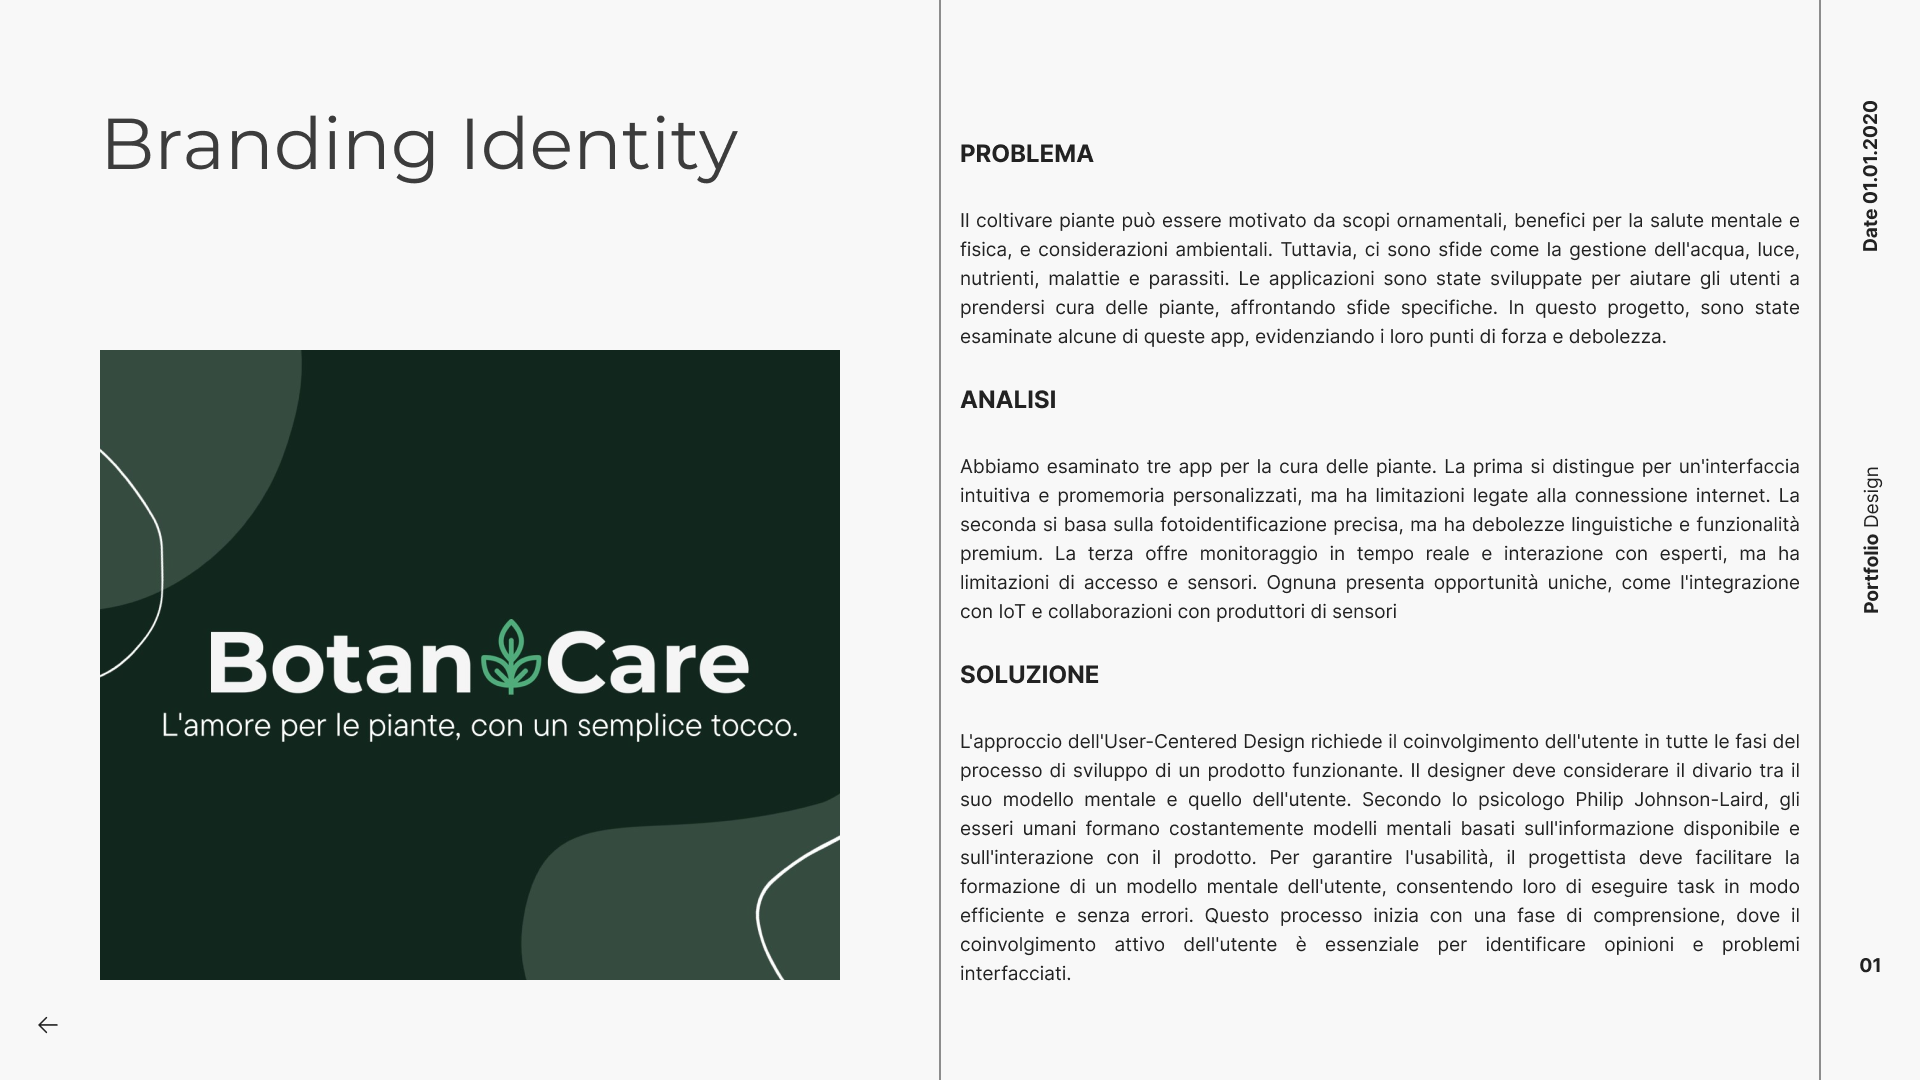 Branding Identity
Botan Care
L'amore per le piante, con un semplice tocco.
PROBLEMA
Il coltivare piante può essere motivato da scopi ornamentali, benefici per la salute mentale e
fisica, e considerazioni ambientali. Tuttavia, ci sono sfide come la gestione dell'acqua, luce,
nutrienti, malattie e parassiti. Le applicazioni sono state sviluppate per aiutare gli utenti a
prendersi cura delle piante, affrontando sfide specifiche. In questo progetto, sono state
esaminate alcune di queste app, evidenziando i loro punti di forza e debolezza.
ANALISI
Abbiamo esaminato tre app per la cura delle piante. La prima si distingue per un'interfaccia
intuitiva e promemoria personalizzati, ma ha limitazioni legate alla connessione internet. La
seconda si basa sulla fotoidentificazione precisa, ma ha debolezze linguistiche e funzionalità
premium. La terza offre monitoraggio in tempo reale e interazione con esperti, ma ha
limitazioni di accesso e sensori. Ognuna presenta opportunità uniche, come l'integrazione
con IoT e collaborazioni con produttori di sensori
SOLUZIONE
L'approccio dell'User-Centered Design richiede il coinvolgimento dell'utente in tutte le fasi del
processo di sviluppo di un prodotto funzionante. Il designer deve considerare il divario tra il
suo modello mentale e quello dell'utente. Secondo lo psicologo Philip Johnson-Laird, gli
esseri umani formano costantemente modelli mentali basati sull'informazione disponibile e
sull'interazione con il prodotto. Per garantire l'usabilità, il progettista deve facilitare la
formazione di un modello mentale dell'utente, consentendo loro di eseguire task in modo
efficiente e senza errori. Questo processo inizia con una fase di comprensione, dove il
coinvolgimento attivo dell'utente è essenziale per identificare opinioni e problemi
interfacciati.
Date 01.01.2020
Portfolio Design
01